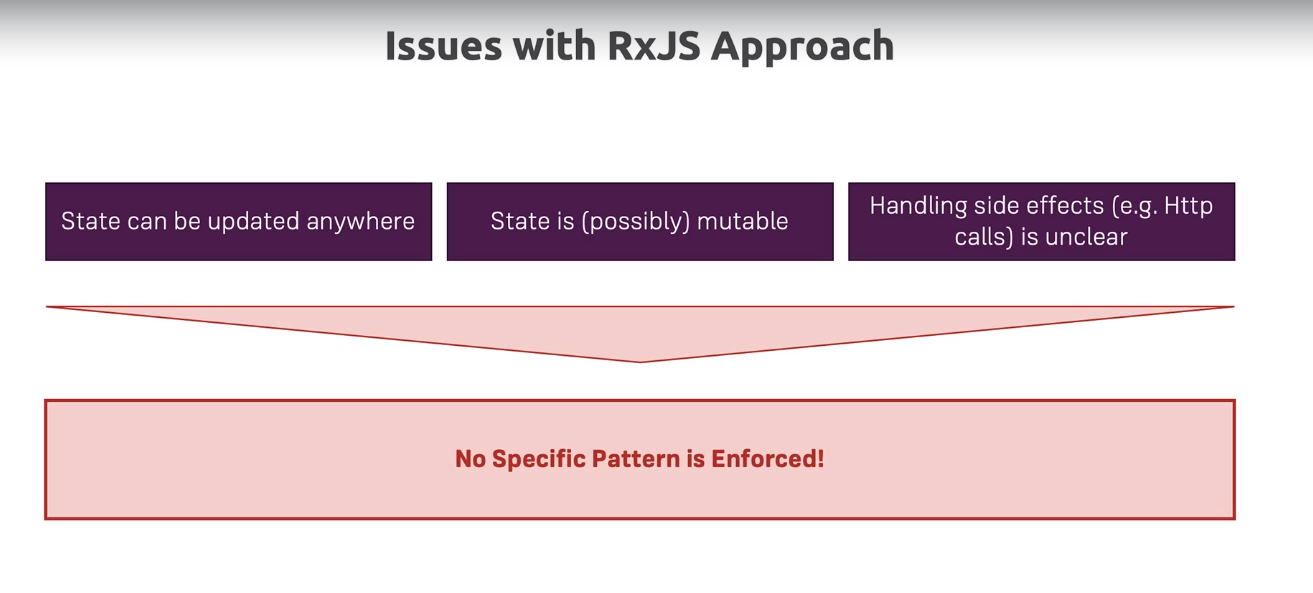 Issues with RxJS Approach
State can be updated anywhere
State is (possibly) mutable
Handling side effects (e.g. Http
calls) is unclear
No Specific Pattern is Enforced!